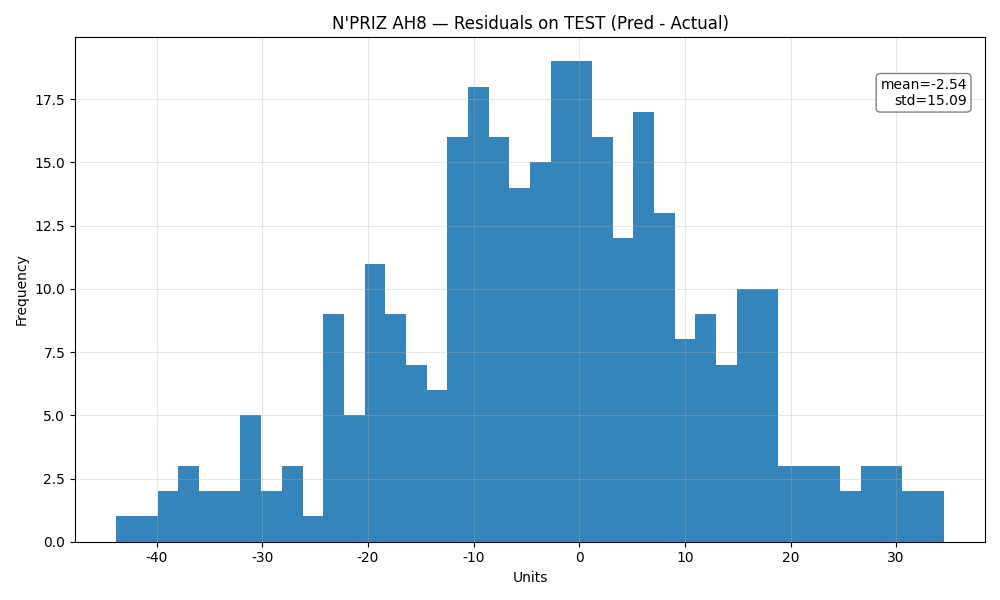 N'PRIZ AH8 — Residuals on TEST (Pred - Actual)
mean=-2.54
std=15.09
17.5
15.0
12.5
10.0
7.5
5.0
2.5
0.0
Frequency
-40 -30 -20 -10 0 10 20 30
Units